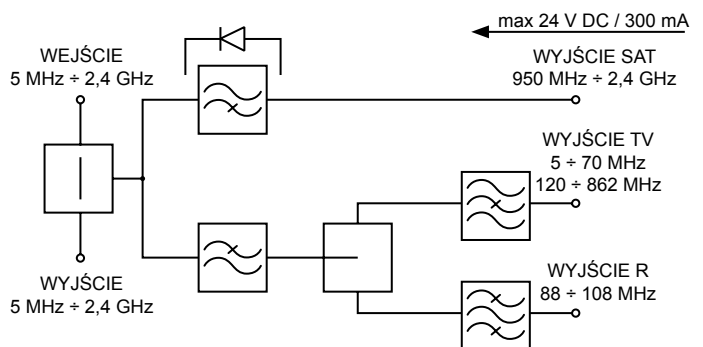 max 24 V DC / 300 mA
WEJŚCIE
5 MHz ÷ 2,4 GHz
WYJŚCIE SAT
950 MHz ÷ 2,4 GHz
WYJŚCIE TV
5 ÷ 70 MHz
120 ÷ 862 MHz
WYJŚCIE
5 MHz ÷ 2,4 GHz
WYJŚCIE R
88 ÷ 108 MHz